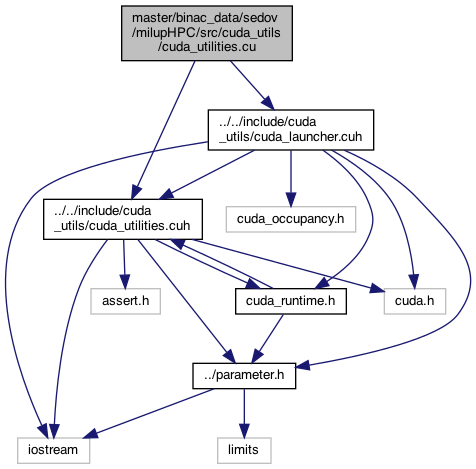 master/binac_data/sedov
/milupHPC/src/cuda_utils
/cuda_utilities.cu
../../include/cuda
_utils/cuda_launcher.cuh
../../include/cuda
_utils/cuda_utilities.cuh
cuda_occupancy.h
assert.h
cuda_runtime.h
cuda.h
../parameter.h
iostream
limits